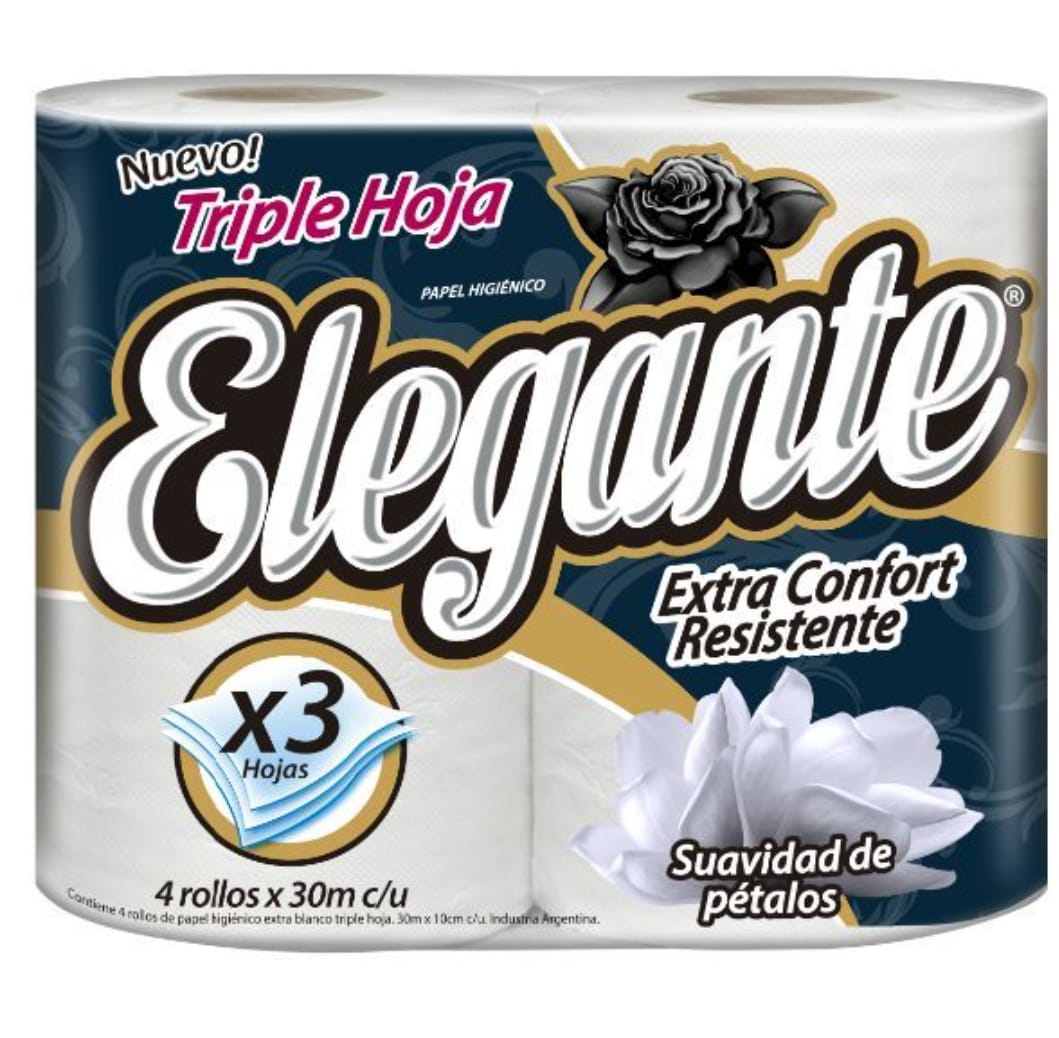 Nuevo!
Triple Hoja
PAPEL HIGIÉNICO
Elegante®
Extra Confort
Resistente
x3
Hojas
Suavidad de
pétalos
4 rollos x 30m c/u
Contiene 4 rollos de papel higiénico extra blanco triple hoja. 30m x 10cm c/u. Industria Argentina.